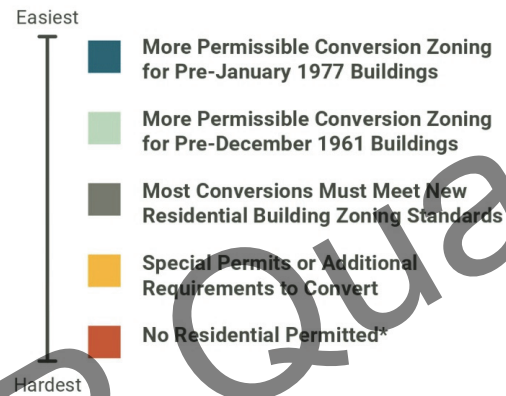 Easiest
More Permissible Conversion Zoning
for Pre-January 1977 Buildings
More Permissible Conversion Zoning
for Pre-December 1961 Buildings
Most Conversions Must Meet New
Residential Building Zoning Standards
Special Permits or Additional
Requirements to Convert
No Residential Permitted*
Hardest